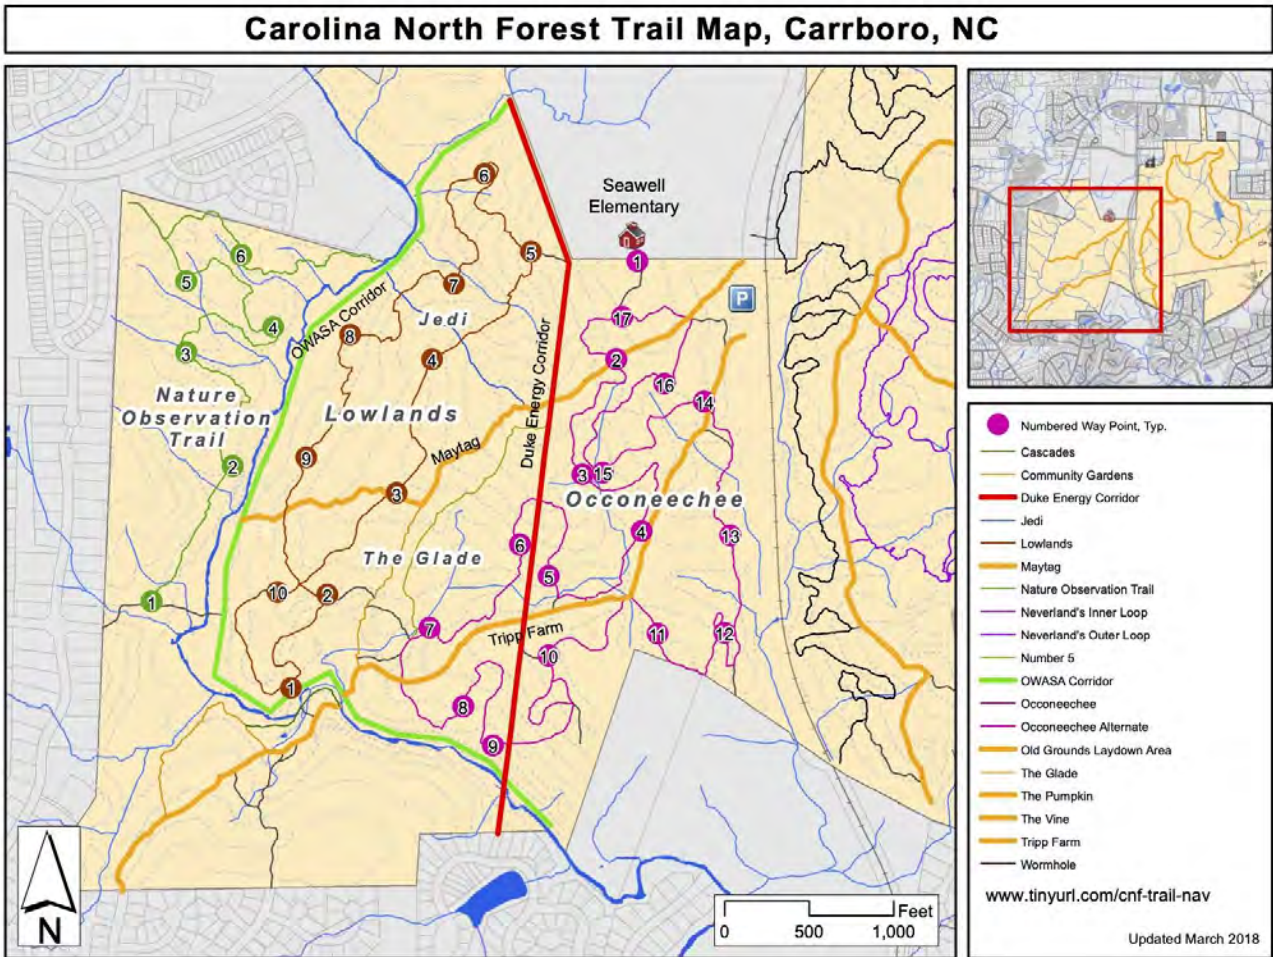 Carolina North Forest Trail Map, Carrboro, NC
Seawell
Elementary
6
1
5
6
P
5
7
17
OWASA Corridor
Jedi
4
8
2
3
4
16
Duke Energy Corridor
Nature
Observation
Trail
14
Lowlands
Maytag
2
9
3
15
3
Occoneechee
4
13
6
The Glade
5
1
10
2
7
Tripp Farm
11
12
10
1
8
9
N
Feet
0
500
1,000
Numbered Way Point, Typ.
Cascades
Community Gardens
Duke Energy Corridor
Jedi
Lowlands
Maytag
Nature Observation Trail
Neverland's Inner Loop
Neverland's Outer Loop
Number 5
OWASA Corridor
Occoneechee
Occoneechee Alternate
Old Grounds Laydown Area
The Glade
The Pumpkin
The Vine
Tripp Farm
Wormhole
www.tinyurl.com/cnf-trail-nav
Updated March 2018